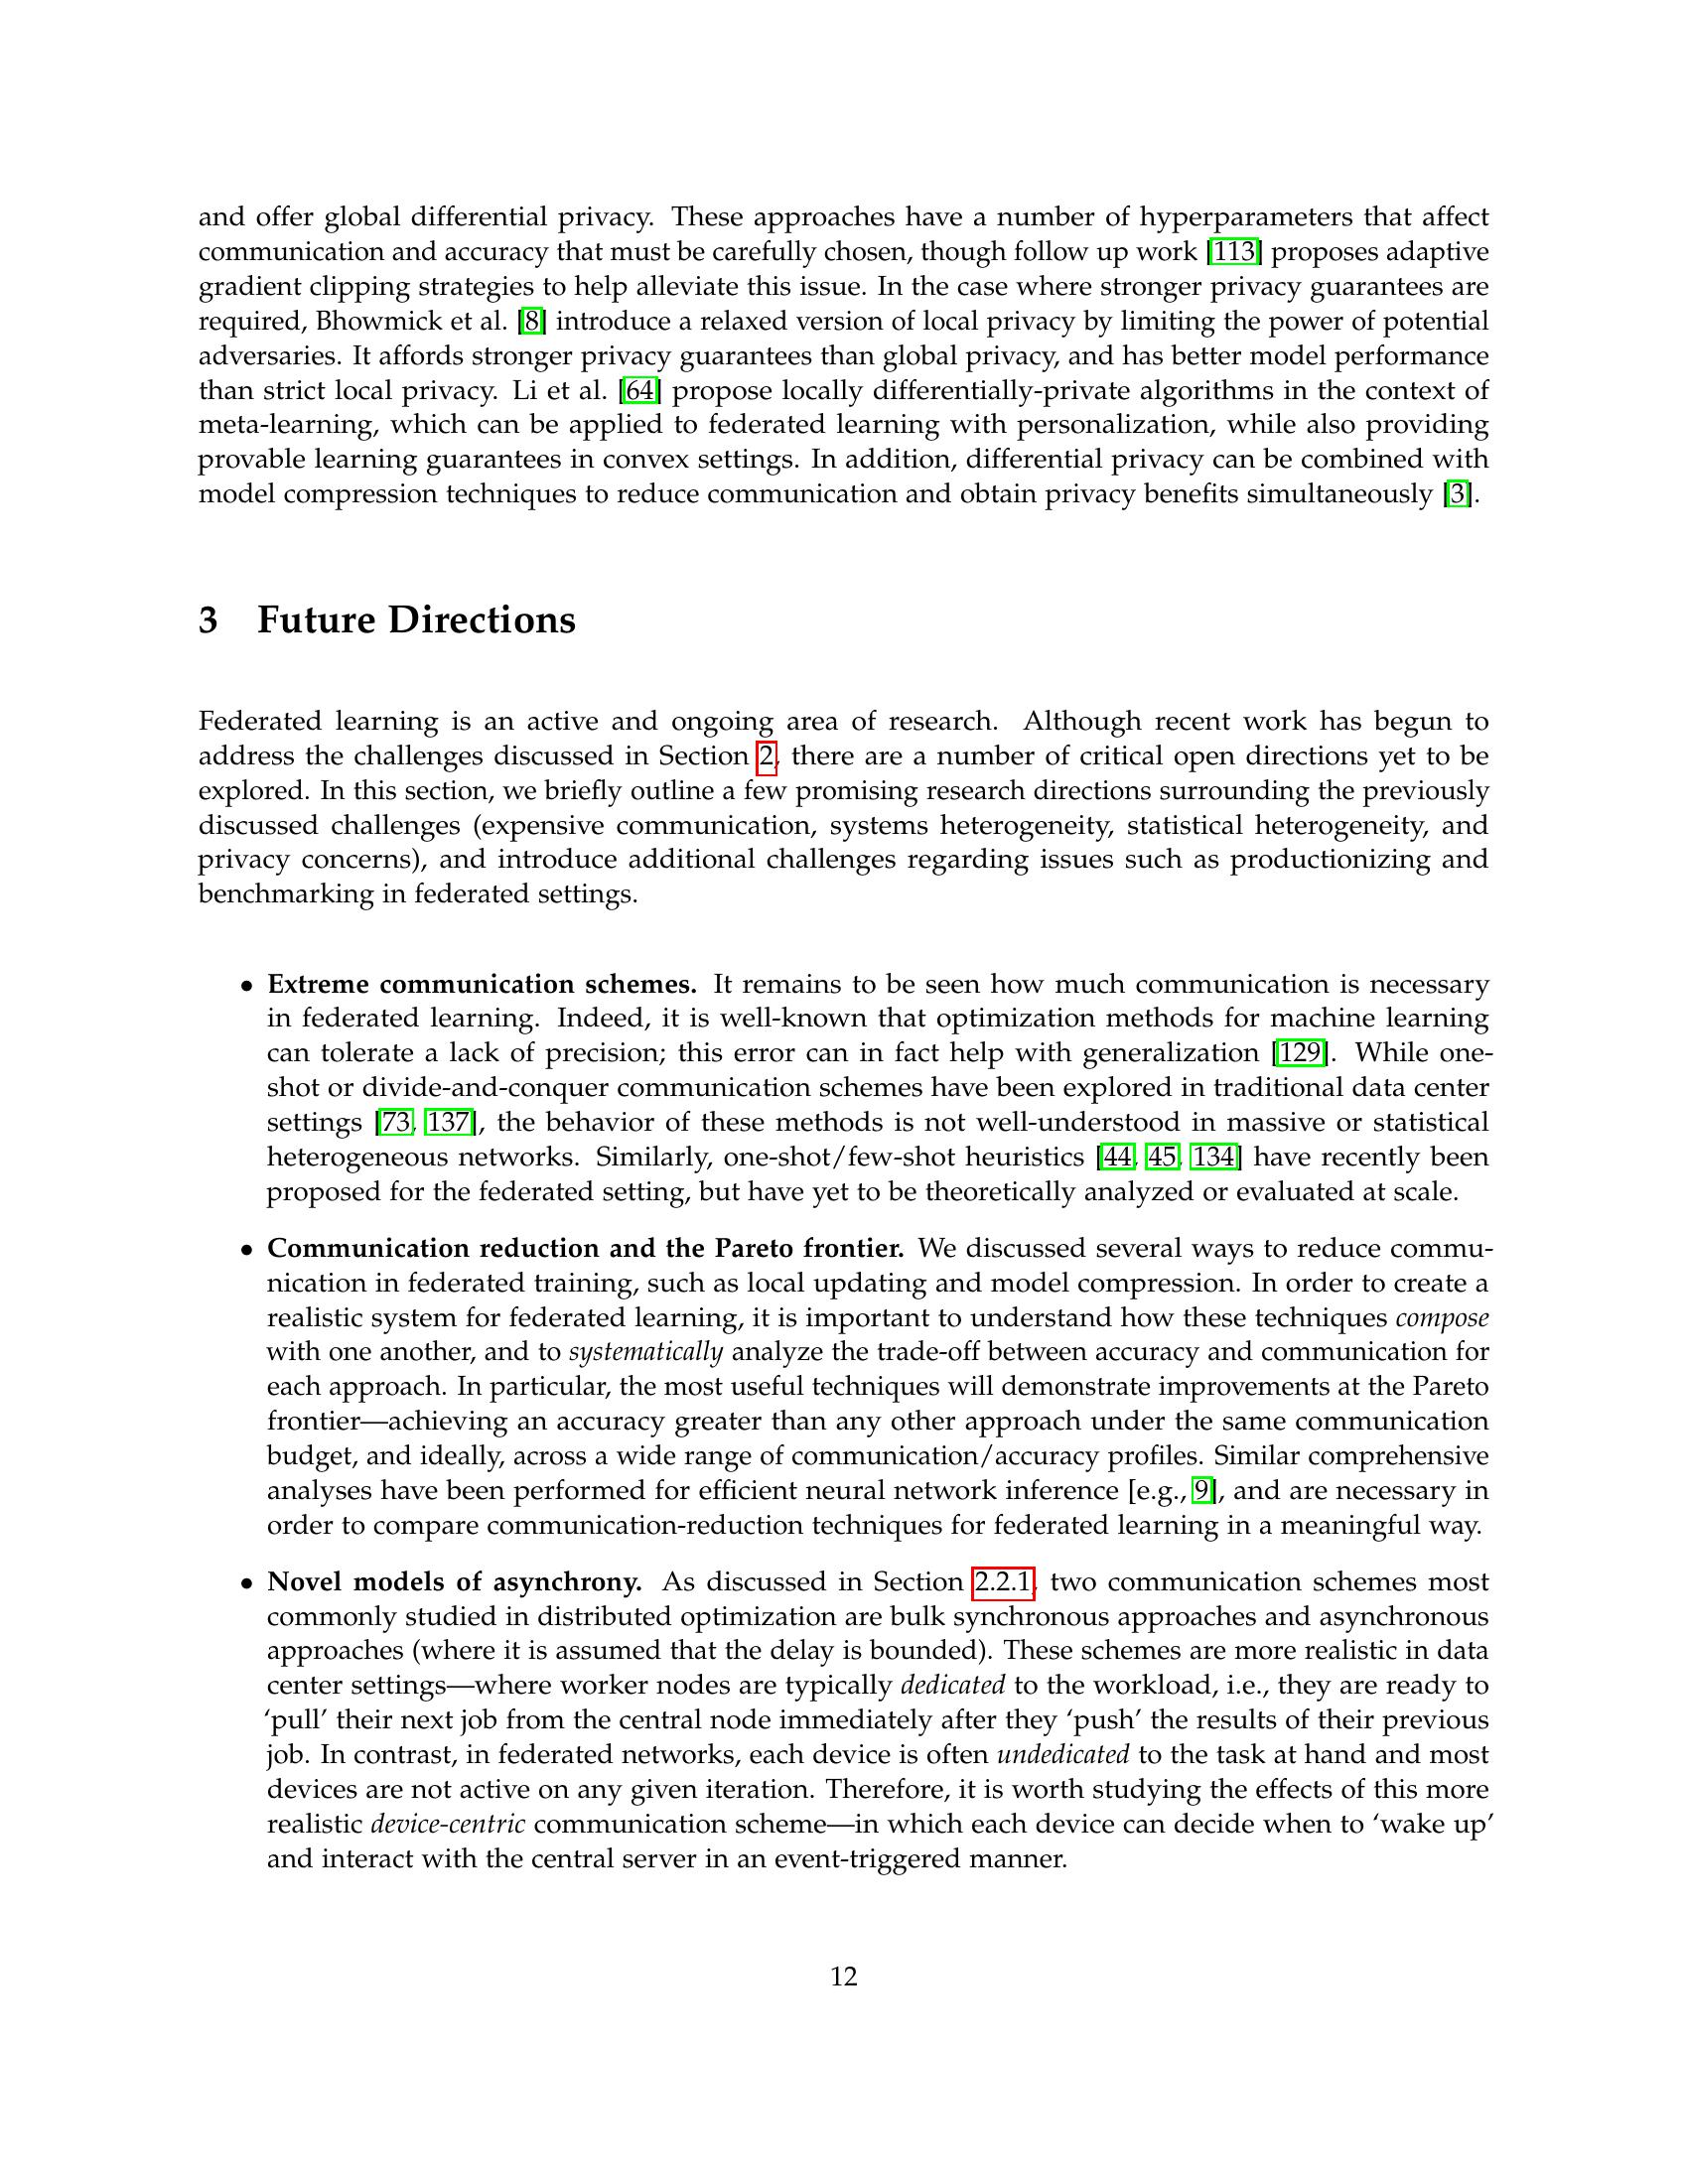 and offer global differential privacy. These approaches have a number of hyperparameters that affect
communication and accuracy that must be carefully chosen, though follow up work [113] proposes adaptive
gradient clipping strategies to help alleviate this issue. In the case where stronger privacy guarantees are
required, Bhowmick et al. [8] introduce a relaxed version of local privacy by limiting the power of potential
adversaries. It affords stronger privacy guarantees than global privacy, and has better model performance
than strict local privacy. Li et al. [64] propose locally differentially-private algorithms in the context of
meta-learning, which can be applied to federated learning with personalization, while also providing
provable learning guarantees in convex settings. In addition, differential privacy can be combined with
model compression techniques to reduce communication and obtain privacy benefits simultaneously [3].
3 Future Directions
Federated learning is an active and ongoing area of research. Although recent work has begun to
address the challenges discussed in Section 2, there are a number of critical open directions yet to be
explored. In this section, we briefly outline a few promising research directions surrounding the previously
discussed challenges (expensive communication, systems heterogeneity, statistical heterogeneity, and
privacy concerns), and introduce additional challenges regarding issues such as productionizing and
benchmarking in federated settings.
• Extreme communication schemes. It remains to be seen how much communication is necessary
in federated learning. Indeed, it is well-known that optimization methods for machine learning
can tolerate a lack of precision; this error can in fact help with generalization [129]. While one-
shot or divide-and-conquer communication schemes have been explored in traditional data center
settings [73, 137], the behavior of these methods is not well-understood in massive or statistical
heterogeneous networks. Similarly, one-shot/few-shot heuristics [44, 45, 134] have recently been
proposed for the federated setting, but have yet to be theoretically analyzed or evaluated at scale.
• Communication reduction and the Pareto frontier. We discussed several ways to reduce commu-
nication in federated training, such as local updating and model compression. In order to create a
realistic system for federated learning, it is important to understand how these techniques compose
with one another, and to systematically analyze the trade-off between accuracy and communication for
each approach. In particular, the most useful techniques will demonstrate improvements at the Pareto
frontier—achieving an accuracy greater than any other approach under the same communication
budget, and ideally, across a wide range of communication/accuracy profiles. Similar comprehensive
analyses have been performed for efficient neural network inference [e.g., 9], and are necessary in
order to compare communication-reduction techniques for federated learning in a meaningful way.
• Novel models of asynchrony. As discussed in Section 2.2.1, two communication schemes most
commonly studied in distributed optimization are bulk synchronous approaches and asynchronous
approaches (where it is assumed that the delay is bounded). These schemes are more realistic in data
center settings—where worker nodes are typically dedicated to the workload, i.e., they are ready to
‘pull’ their next job from the central node immediately after they ‘push’ the results of their previous
job. In contrast, in federated networks, each device is often undedicated to the task at hand and most
devices are not active on any given iteration. Therefore, it is worth studying the effects of this more
realistic device-centric communication scheme—in which each device can decide when to ‘wake up’
and interact with the central server in an event-triggered manner.
12